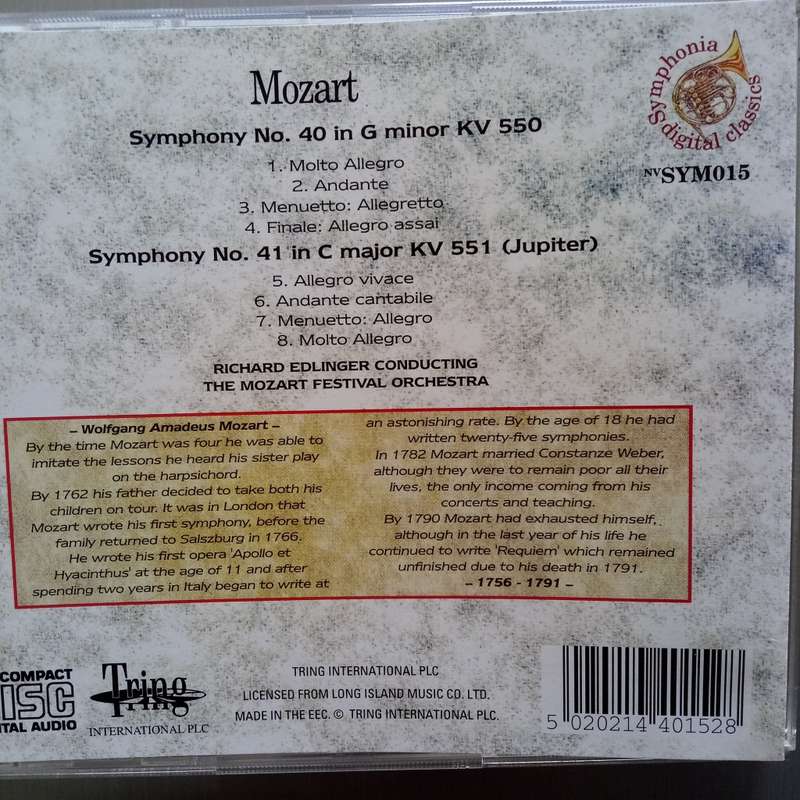 Mozart
Symphony No. 40 in G minor KV 550
1. Molto Allegro
2. Andante
3. Menuetto: Allegretto
4. Finale: Allegro assai
Symphony No. 41 in C major KV 551 (Jupiter)
5. Allegro vivace
6. Andante cantabile
7. Menuetto: Allegro
8. Molto Allegro
RICHARD EDLINGER CONDUCTING
THE MOZART FESTIVAL ORCHESTRA
Symphonia
digital classics
NVSYM015
– Wolfgang Amadeus Mozart –
By the time Mozart was four he was able to
imitate the lessons he heard his sister play
on the harpsichord.
By 1762 his father decided to take both his
children on tour. It was in London that
Mozart wrote his first symphony, before the
family returned to Salszburg in 1766.
He wrote his first opera 'Apollo et
Hyacinthus' at the age of 11 and after
spending two years in Italy began to write at
an astonishing rate. By the age of 18 he had
written twenty-five symphonies.
In 1782 Mozart married Constanze Weber,
although they were to remain poor all their
lives, the only income coming from his
concerts and teaching.
By 1790 Mozart had exhausted himself,
although in the last year of his life he
continued to write 'Requiem' which remained
unfinished due to his death in 1791.
– 1756 - 1791 –
COMPACT
DISC
ITAL AUDIO
Tring
INTERNATIONAL PLC
TRING INTERNATIONAL PLC
LICENSED FROM LONG ISLAND MUSIC CO. LTD.
MADE IN THE EEC. © TRING INTERNATIONAL PLC.
5 020214 401528